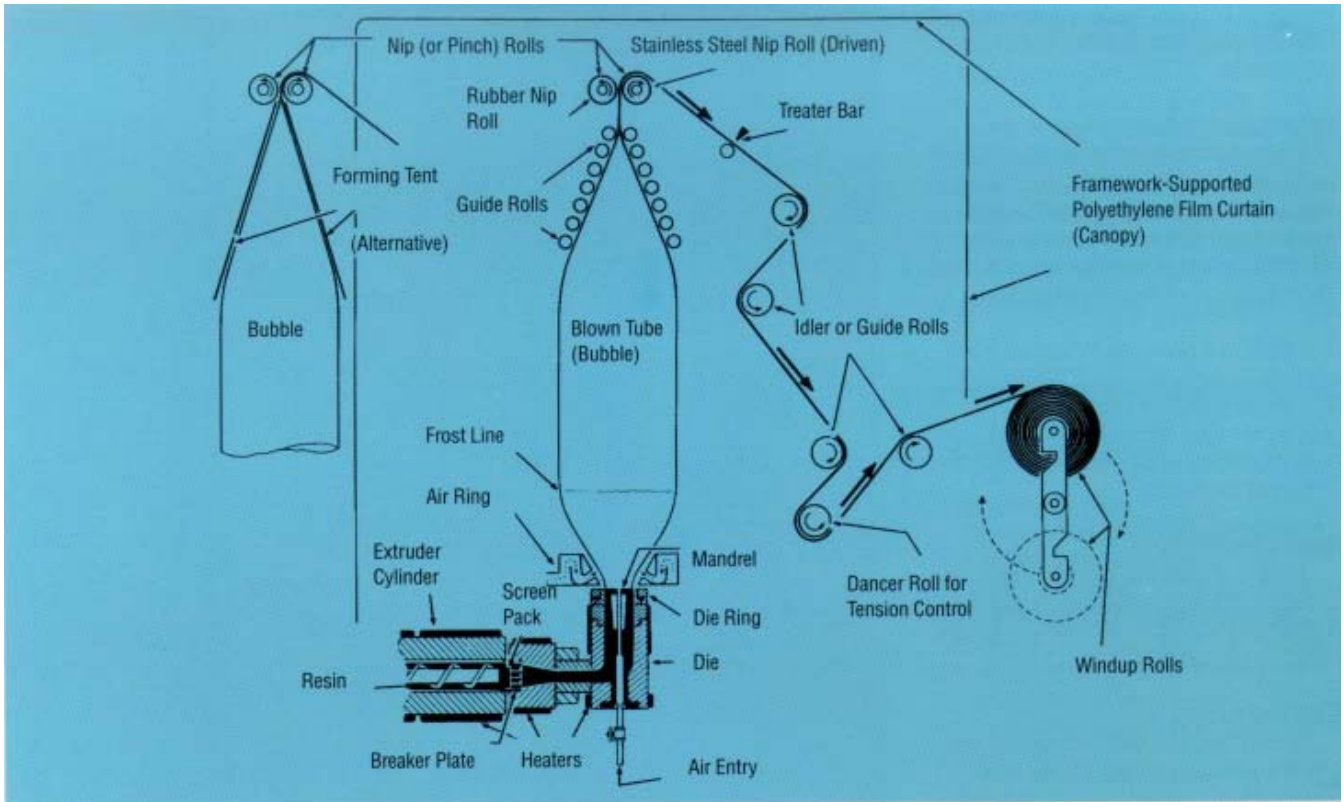 Nip (or Pinch) Rolls
Stainless Steel Nip Roll (Driven)
Rubber Nip
Roll
Treater Bar
Forming Tent
(Alternative)
Guide Rolls
Framework-Supported
Polyethylene Film Curtain
(Canopy)
Bubble
Blown Tube
(Bubble)
Idler or Guide Rolls
Frost Line
Air Ring
Extruder
Cylinder
Screen
Pack
Mandrel
Die Ring
Die
Dancer Roll for
Tension Control
Windup Rolls
Resin
Breaker Plate
Heaters
Air Entry